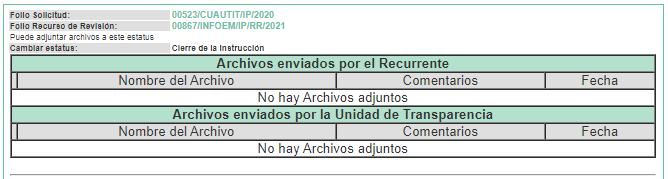 Folio Solicitud: 00523/CUAUTIT/IP/2020
Folio Recurso de Revisión: 00867/INFOEM/IP/RR/2021
Puede adjuntar archivos a este estatus
Cambiar estatus: Cierre de la Instrucción
Archivos enviados por el Recurrente
Nombre del Archivo Comentarios Fecha
No hay Archivos adjuntos
Archivos enviados por la Unidad de Transparencia
Nombre del Archivo Comentarios Fecha
No hay Archivos adjuntos